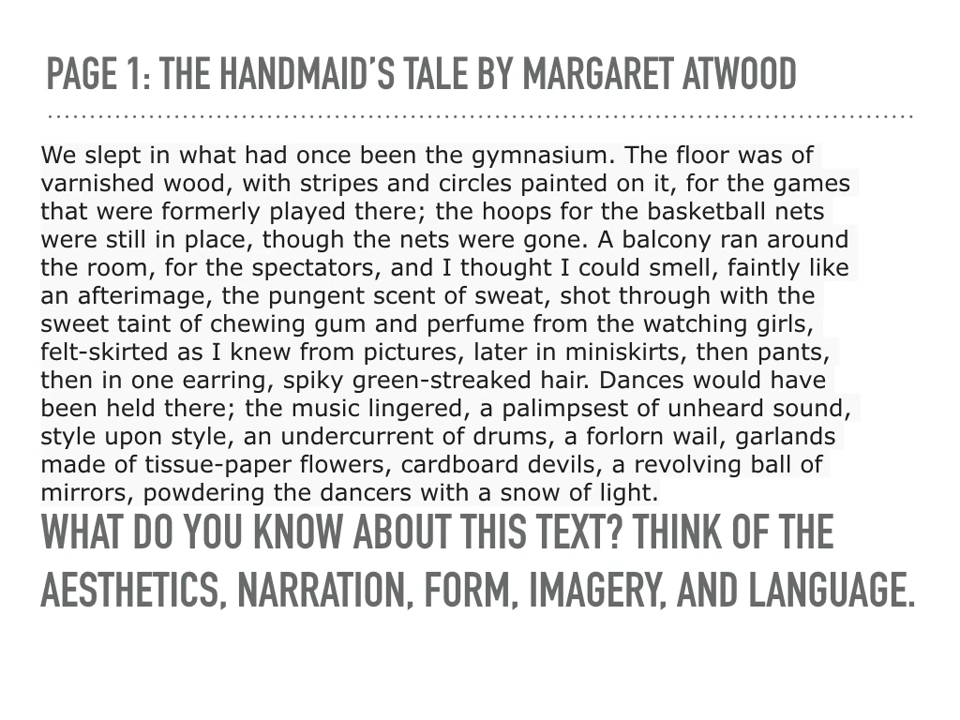 PAGE 1: THE HANDMAID’S TALE BY MARGARET ATWOOD
We slept in what had once been the gymnasium. The floor was of
varnished wood, with stripes and circles painted on it, for the games
that were formerly played there; the hoops for the basketball nets
were still in place, though the nets were gone. A balcony ran around
the room, for the spectators, and I thought I could smell, faintly like
an afterimage, the pungent scent of sweat, shot through with the
sweet taint of chewing gum and perfume from the watching girls,
felt-skirted as I knew from pictures, later in miniskirts, then pants,
then in one earring, spiky green-streaked hair. Dances would have
been held there; the music lingered, a palimpsest of unheard sound,
style upon style, an undercurrent of drums, a forlorn wail, garlands
made of tissue-paper flowers, cardboard devils, a revolving ball of
mirrors, powdering the dancers with a snow of light.
WHAT DO YOU KNOW ABOUT THIS TEXT? THINK OF THE
AESTHETICS, NARRATION, FORM, IMAGERY, AND LANGUAGE.